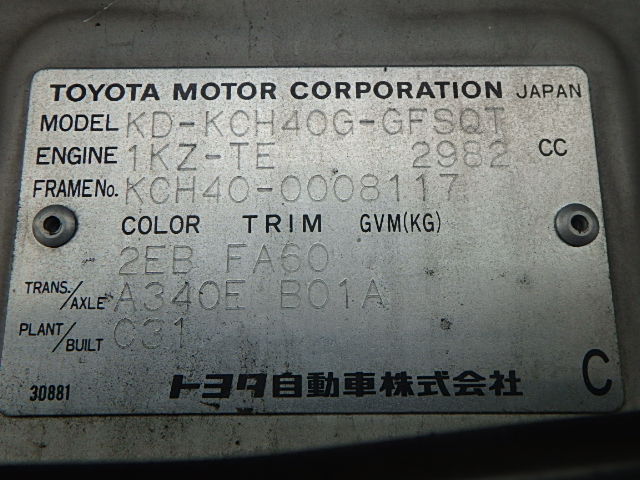 TOYOTA MOTOR CORPORATION JAPAN
MODEL KD-KCH40G-GFSQT
ENGINE 1KZ-TE 2982 CC
FRAME No. KCH40-0008117
COLOR TRIM GVM(KG)
2EB FA60
TRANS./AXLE A340E B01A
PLANT/BUILT C31
30881 トヨタ自動車株式会社 C